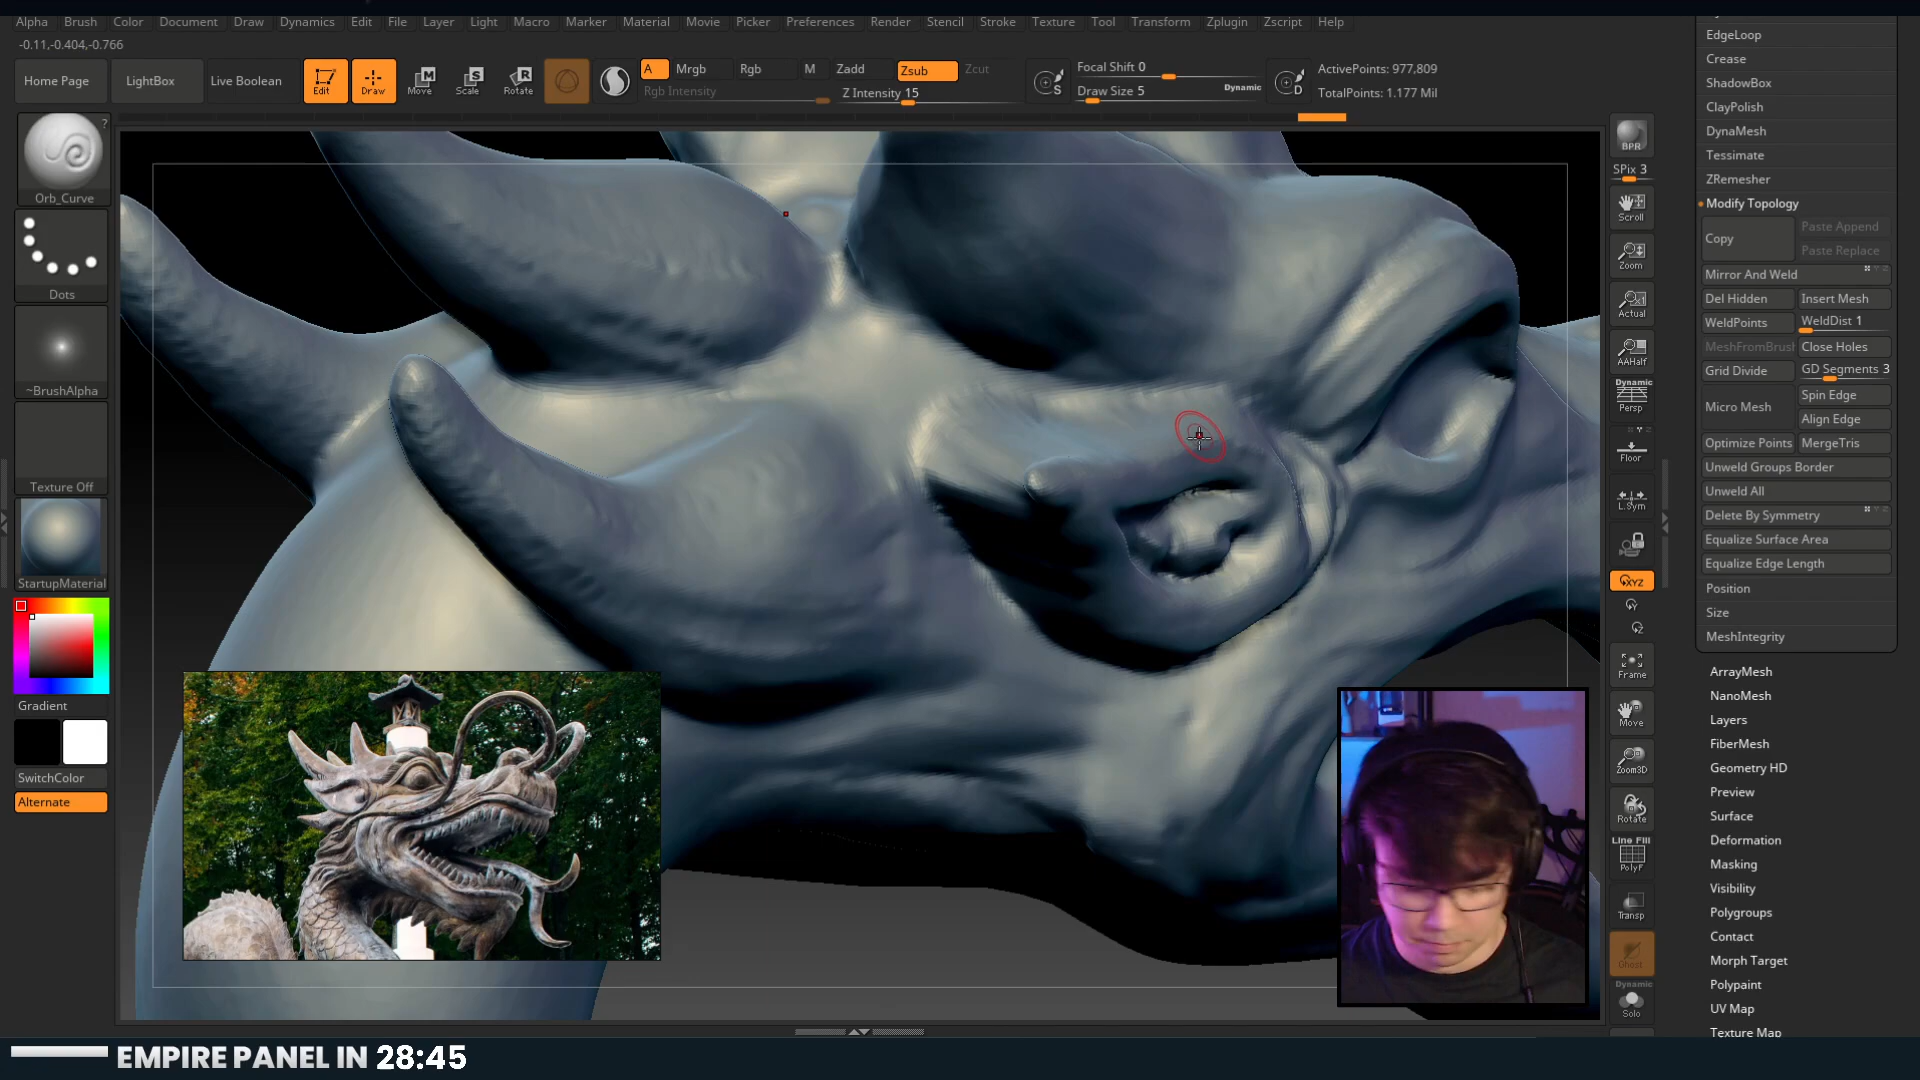 Alpha Brush Color Document Draw Dynamics Edit File Layer Light Macro Marker Material Movie Picker Preferences Render Stencil Stroke Texture Tool Transform Zplugin Zscript Help
-0.11,-0.404,-0.766
Home Page
LightBox
Live Boolean
Edit
Draw
Move
Scale
Rotate
A
Mrgb
Rgb
M
Zadd
Zsub
Zcut
Rgb Intensity
Z Intensity 15
S
Focal Shift 0
Draw Size 5
Dynamic
D
ActivePoints: 977,809
TotalPoints: 1.177 Mil
?
Orb_Curve
Dots
~BrushAlpha
Texture Off
StartupMaterial
Gradient
SwitchColor
Alternate
BPR
SPix 3
Scroll
Zoom
Actual
AAHalf
Dynamic
Persp
Floor
L.Sym
XYZ
Y
Z
Frame
Move
Zoom3D
Rotate
Line Fill
PolyF
Transp
Ghost
Dynamic
Solo
EdgeLoop
Crease
ShadowBox
ClayPolish
DynaMesh
Tessimate
ZRemesher
Modify Topology
Copy
Paste Append
Paste Replace
Mirror And Weld
Del Hidden
Insert Mesh
WeldPoints
WeldDist 1
MeshFromBrush
Close Holes
Grid Divide
GD Segments 3
Micro Mesh
Spin Edge
Align Edge
Optimize Points
MergeTris
Unweld Groups Border
Unweld All
Delete By Symmetry
Equalize Surface Area
Equalize Edge Length
Position
Size
MeshIntegrity
ArrayMesh
NanoMesh
Layers
FiberMesh
Geometry HD
Preview
Surface
Deformation
Masking
Visibility
Polygroups
Contact
Morph Target
Polypaint
UV Map
Texture Map
EMPIRE PANEL IN 28:45